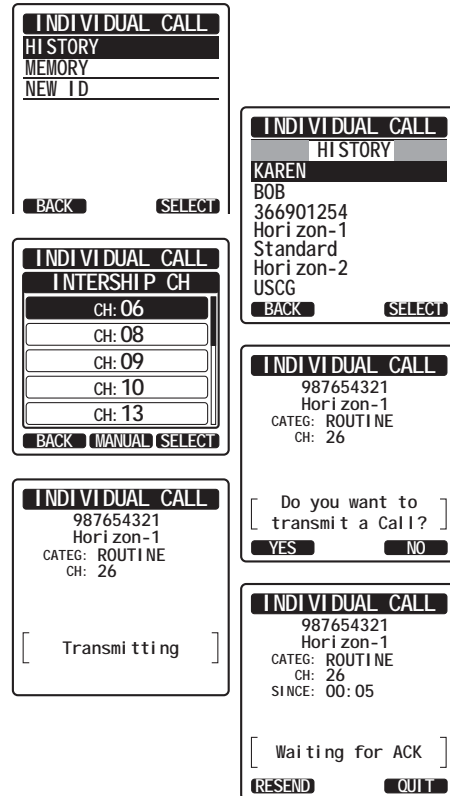 INDIVIDUAL CALL
HISTORY
MEMORY
NEW ID
BACK SELECT
INDIVIDUAL CALL
HISTORY
KAREN
BOB
366901254
Horizon-1
Standard
Horizon-2
USCG
BACK SELECT
INDIVIDUAL CALL
INTERSHIP CH
CH: 06
CH: 08
CH: 09
CH: 10
CH: 13
BACK MANUAL SELECT
INDIVIDUAL CALL
987654321
Horizon-1
CATEG: ROUTINE
CH: 26
Do you want to
transmit a Call?
YES NO
INDIVIDUAL CALL
987654321
Horizon-1
CATEG: ROUTINE
CH: 26
Transmitting
INDIVIDUAL CALL
987654321
Horizon-1
CATEG: ROUTINE
CH: 26
SINCE: 00:05
Waiting for ACK
RESEND QUIT